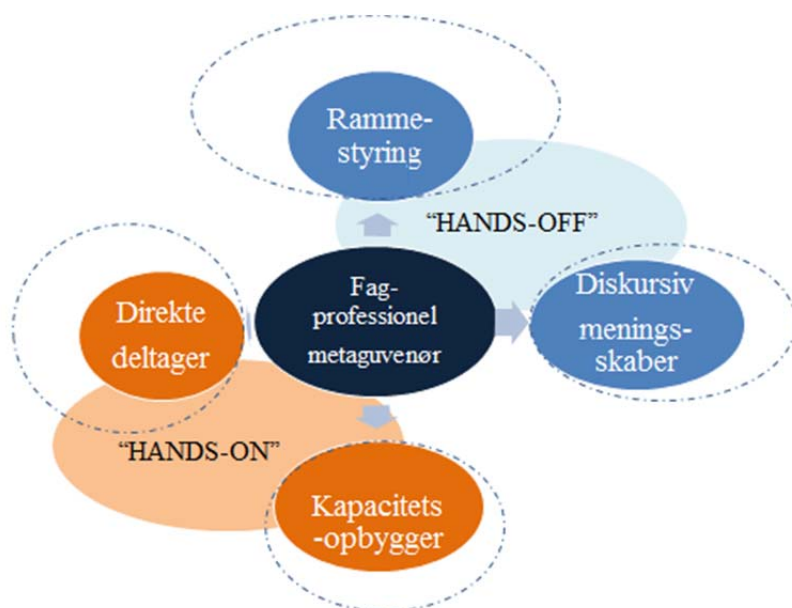 Ramme-
styring
“HANDS-OFF”
Fag-
professionel
metaguvenør
Direkte
deltager
Diskursiv
menings-
skaber
“HANDS-ON”
Kapacitets
-opbygger